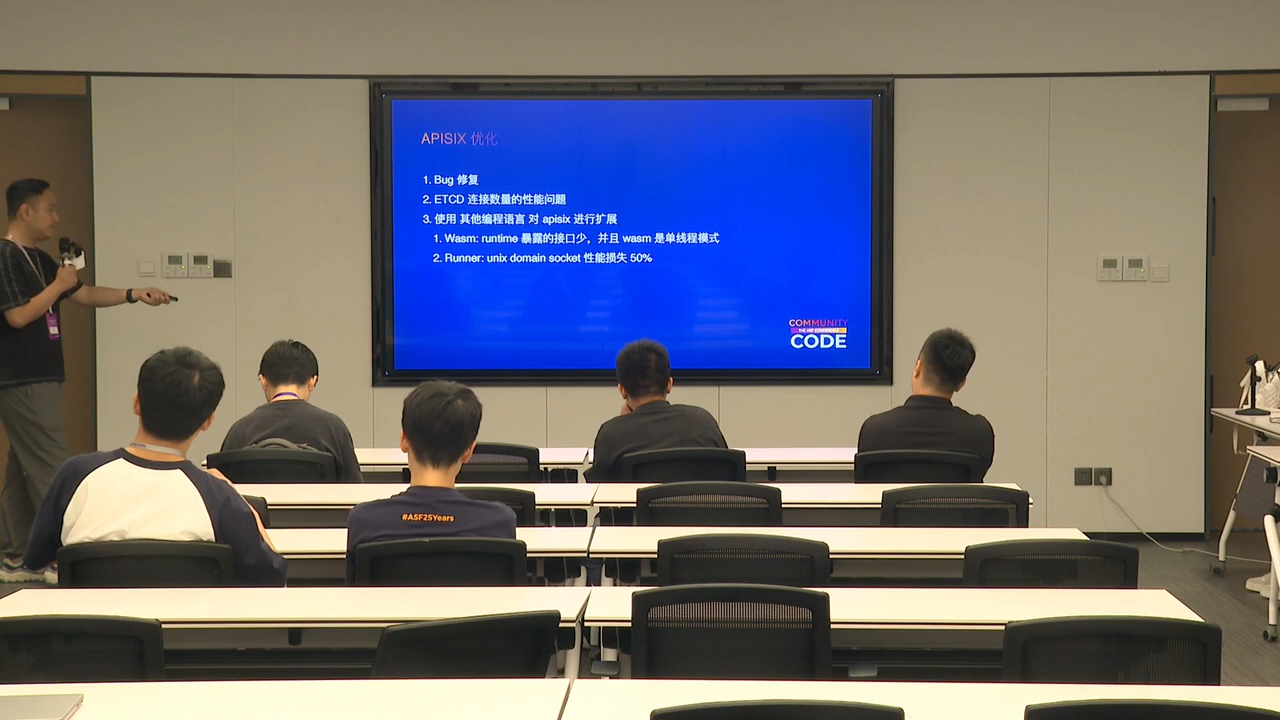 APISIX 优化
1. Bug 修复
2. ETCD 连接数量的性能问题
3. 使用 其他编程语言 对 apisix 进行扩展
1. Wasm: runtime 暴露的接口少，并且 wasm 是单线程模式
2. Runner: unix domain socket 性能损失 50%
COMMUNITY
THE ASF CONFERENCE
CODE
#ASF25Years